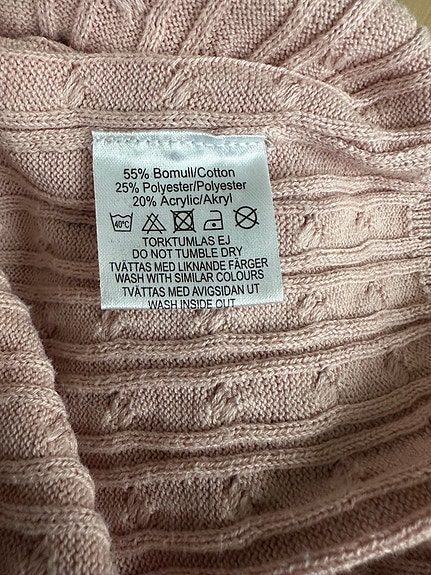 55% Bomull/Cotton
25% Polyester/Polyester
20% Acrylic/Akryl
40°C
TORKTUMLAS EJ
DO NOT TUMBLE DRY
TVÄTTAS MED LIKNANDE FÄRGER
WASH WITH SIMILAR COLOURS
TVÄTTAS MED AVIGSIDAN UT
WASH INSIDE OUT